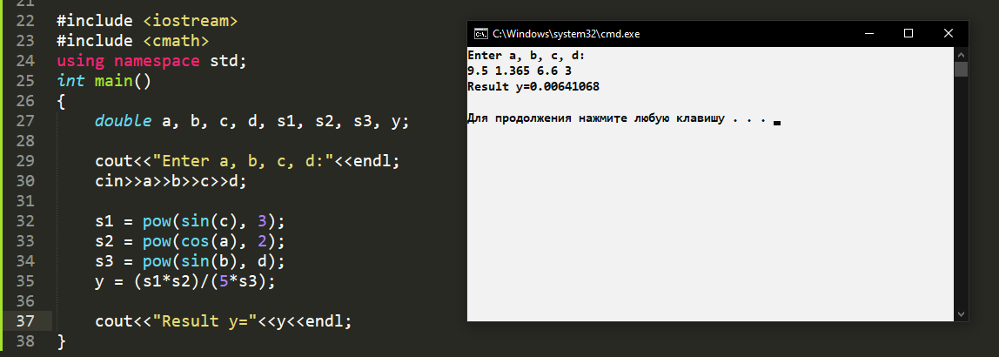 21
22 #include <iostream>
23 #include <cmath>
24 using namespace std;
25 int main()
26 {
27 double a, b, c, d, s1, s2, s3, y;
28
29 cout<<"Enter a, b, c, d:"<<endl;
30 cin>>a>>b>>c>>d;
31
32 s1 = pow(sin(c), 3);
33 s2 = pow(cos(a), 2);
34 s3 = pow(sin(b), d);
35 y = (s1*s2)/(5*s3);
36
37 cout<<"Result y="<<y<<endl;
38 }
C:\Windows\system32\cmd.exe
Enter a, b, c, d:
9.5 1.365 6.6 3
Result y=0.00641068
Для продолжения нажмите любую клавишу . . .